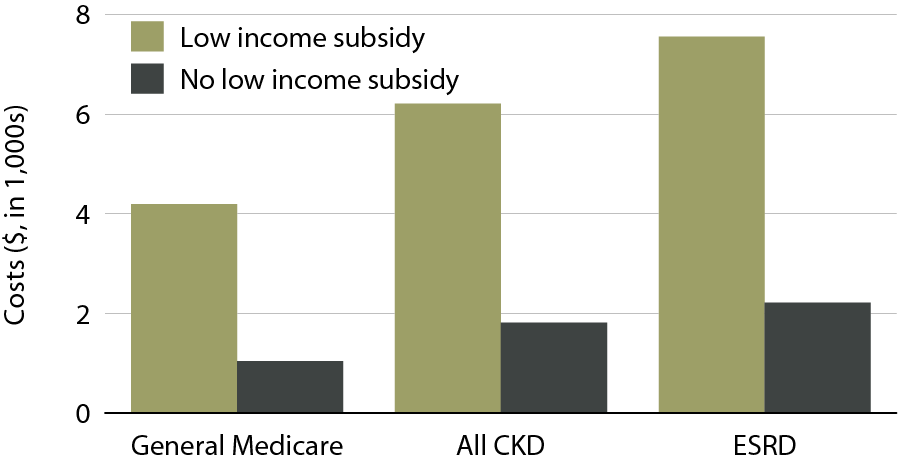 Costs ($, in 1,000s)
8
6
4
2
0
Low income subsidy
No low income subsidy
General Medicare
All CKD
ESRD